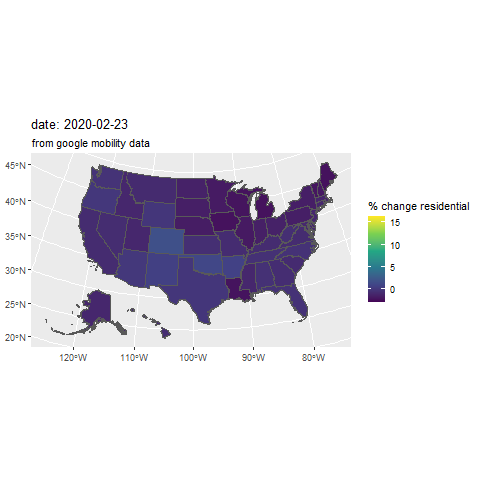 date: 2020-02-23
from google mobility data
45°N
40°N
35°N
30°N
25°N
20°N
120°W
110°W
100°W
90°W
80°W
% change residential
15
10
5
0